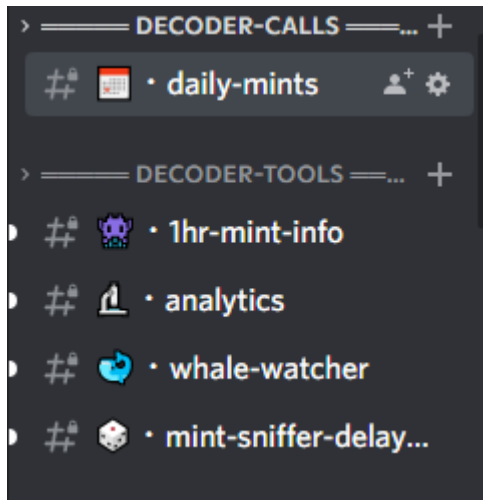 DECODER-CALLS ...
daily-mints
DECODER-TOOLS ...
1hr-mint-info
analytics
whale-watcher
mint-sniffer-delay...